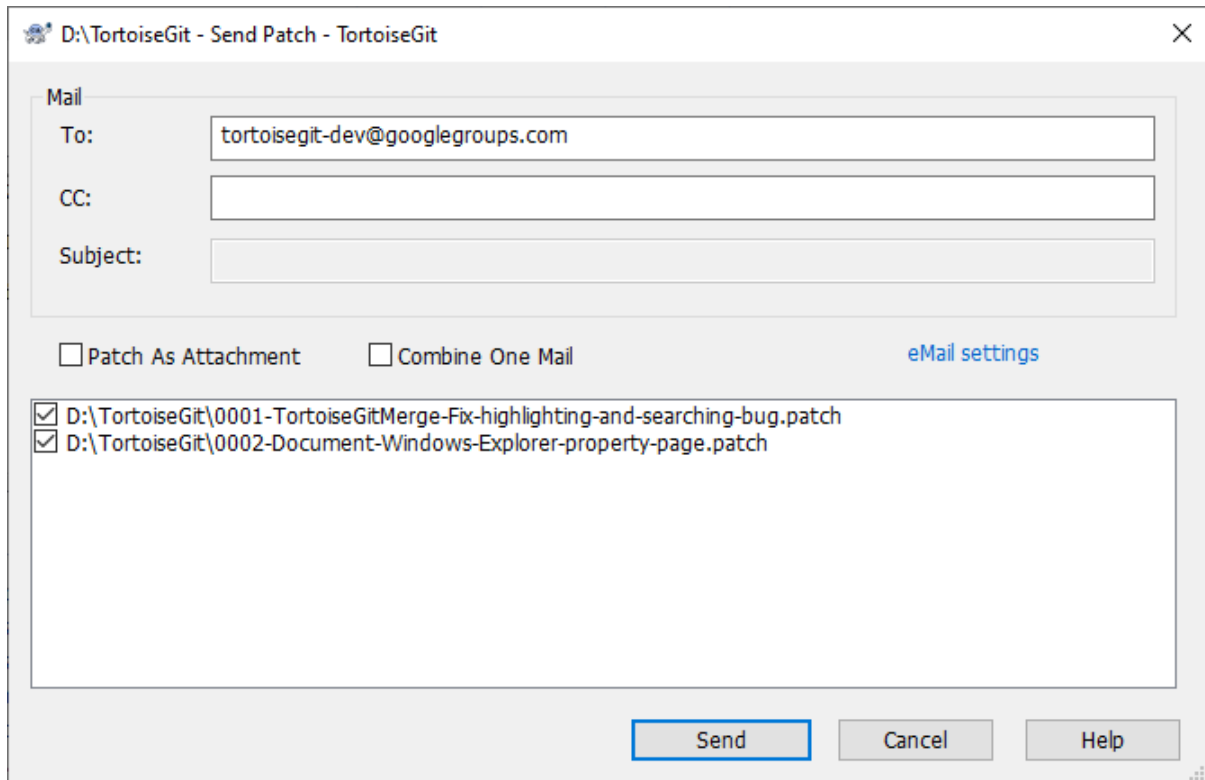 D:\TortoiseGit - Send Patch - TortoiseGit
Mail
To: tortoisegit-dev@googlegroups.com
CC:
Subject:
Patch As Attachment Combine One Mail eMail settings
D:\TortoiseGit\0001-TortoiseGitMerge-Fix-highlighting-and-searching-bug.patch
D:\TortoiseGit\0002-Document-Windows-Explorer-property-page.patch
Send Cancel Help